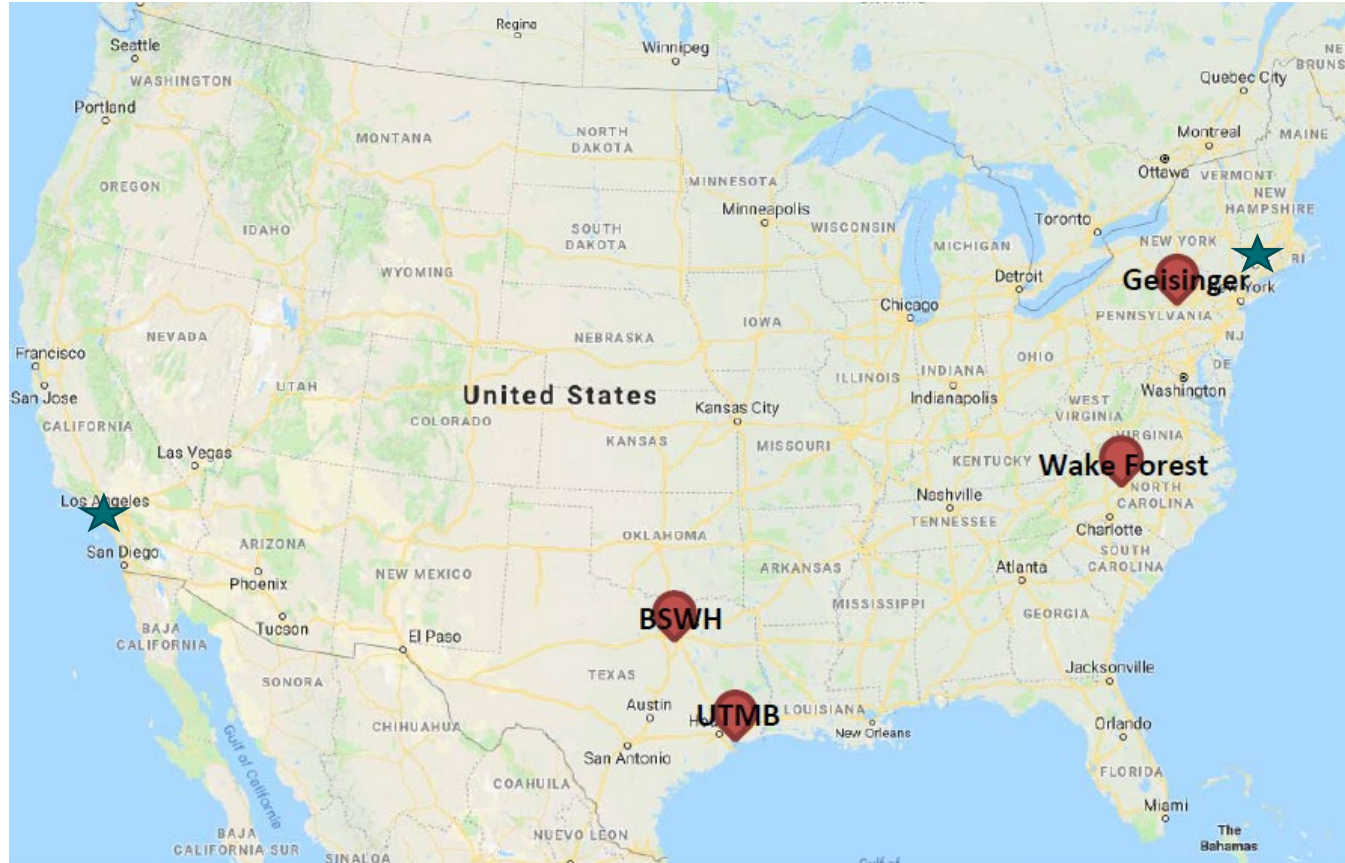 Regina
Winnipeg
Seattle
WASHINGTON
Quebec City
Portland
MONTANA
NORTH
DAKOTA
Montreal
MAINE
Ottawa
VERMONT
NEW
HAMPSHIRE
OREGON
MINNESOTA
Minneapolis
WISCONSIN
Toronto
IDAHO
SOUTH
DAKOTA
MICHIGAN
NEW YORK
RI
WYOMING
Detroit
Geisinger
Chicago
PENNSYLVANIA
IOWA
NEVADA
NEBRASKA
NJ
OHIO
Francisco
San Jose
UTAH
ILLINOIS
INDIANA
Indianapolis
DE
Washington
United States
COLORADO
Kansas City
WEST
VIRGINIA
CALIFORNIA
KANSAS
MISSOURI
VIRGINIA
Las Vegas
KENTUCKY
Wake Forest
Los Angeles
Nashville
NORTH
CAROLINA
TENNESSEE
Charlotte
OKLAHOMA
San Diego
ARIZONA
NEW MEXICO
ARKANSAS
SOUTH
CAROLINA
Phoenix
Atlanta
MISSISSIPPI
GEORGIA
BSWH
Tucson
BAJA
CALIFORNIA
El Paso
TEXAS
Jacksonville
SONORA
Austin
UTMB
LOUISIANA
CHIHUAHUA
New Orleans
Orlando
San Antonio
Gulf of California
COAHUILA
FLORIDA
Miami
BAJA
CALIFORNIA SUR
SINALOA
NUEVO LEON
The
Bahamas